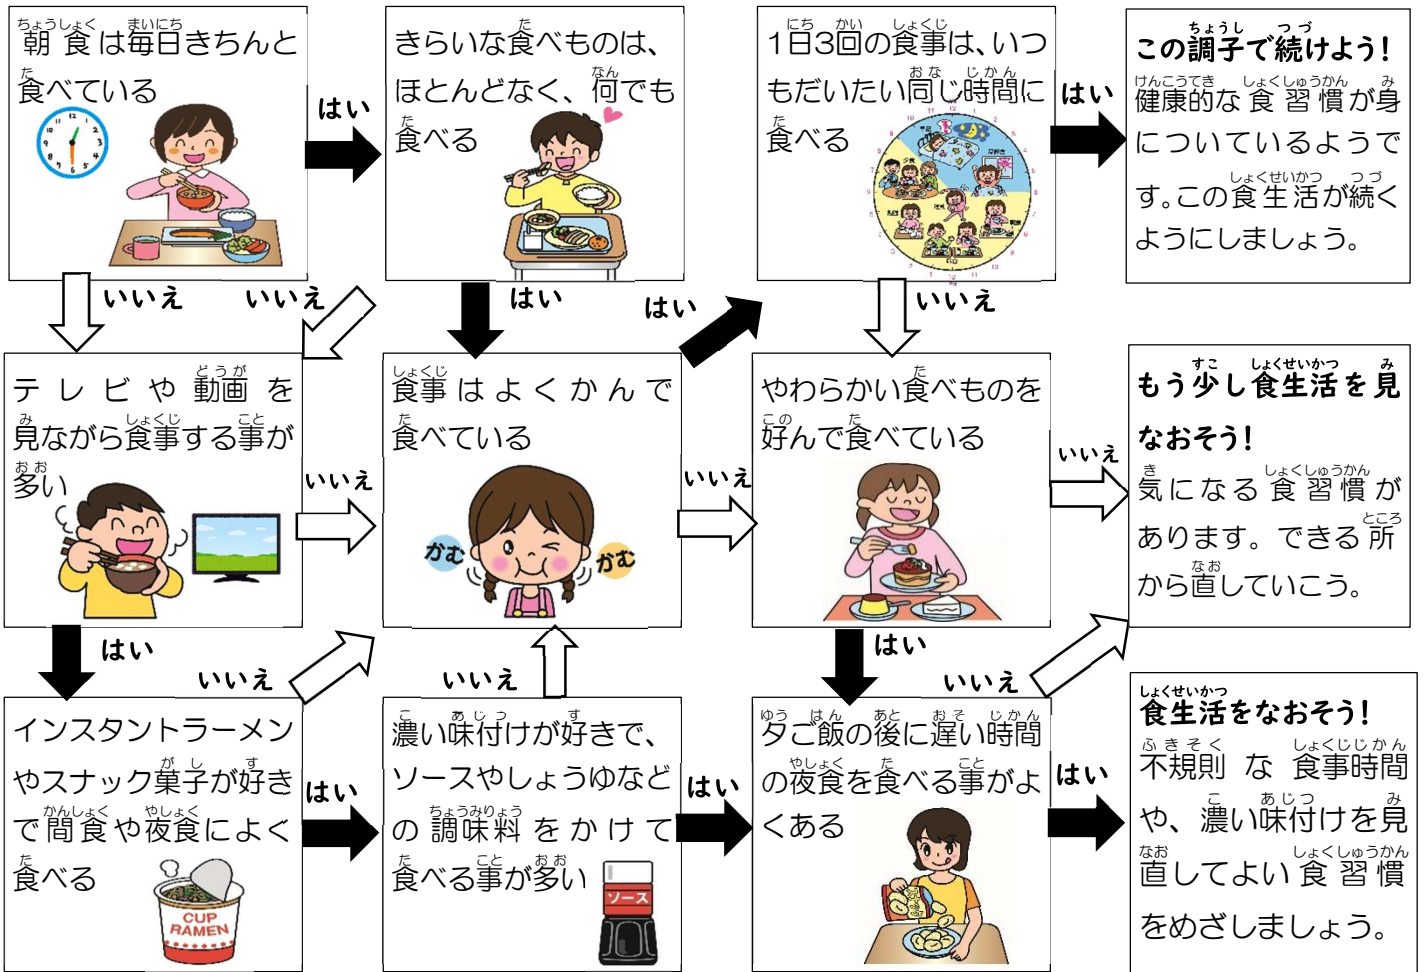 朝食は毎日きちんと
食べている
はい
きらいな食べものは、
ほとんどなく、何でも
食べる
1日3回の食事は、いつ
もだいたい同じ時間に
食べる
はい
この調子で続けよう！
健康的な食習慣が身
についているようで
す。この食生活が続く
ようにしましょう。
いいえ
いいえ
はい
はい
いいえ
テレビや動画を
見ながら食事する事が
多い
いいえ
食事はよくかんで
食べている
かむ
かむ
いいえ
やわらかい食べものを
好んで食べている
いいえ
もう少し食生活を見
なおそう！
気になる食習慣が
あります。できる所
から直していこう。
はい
いいえ
いいえ
はい
いいえ
インスタントラーメン
やスナック菓子が好き
で間食や夜食によく
食べる
CUP
RAMEN
はい
濃い味付けが好きで、
ソースやしょうゆなど
の調味料をかけて
食べる事が多い
ソース
はい
夕ご飯の後に遅い時間
の夜食を食べる事がよ
くある
はい
食生活をなおそう！
不規則な食事時間
や、濃い味付けを見
直してよい食習慣
をめざしましょう。